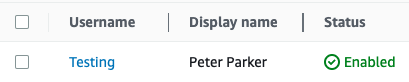 Username Display name Status
Testing Peter Parker Enabled